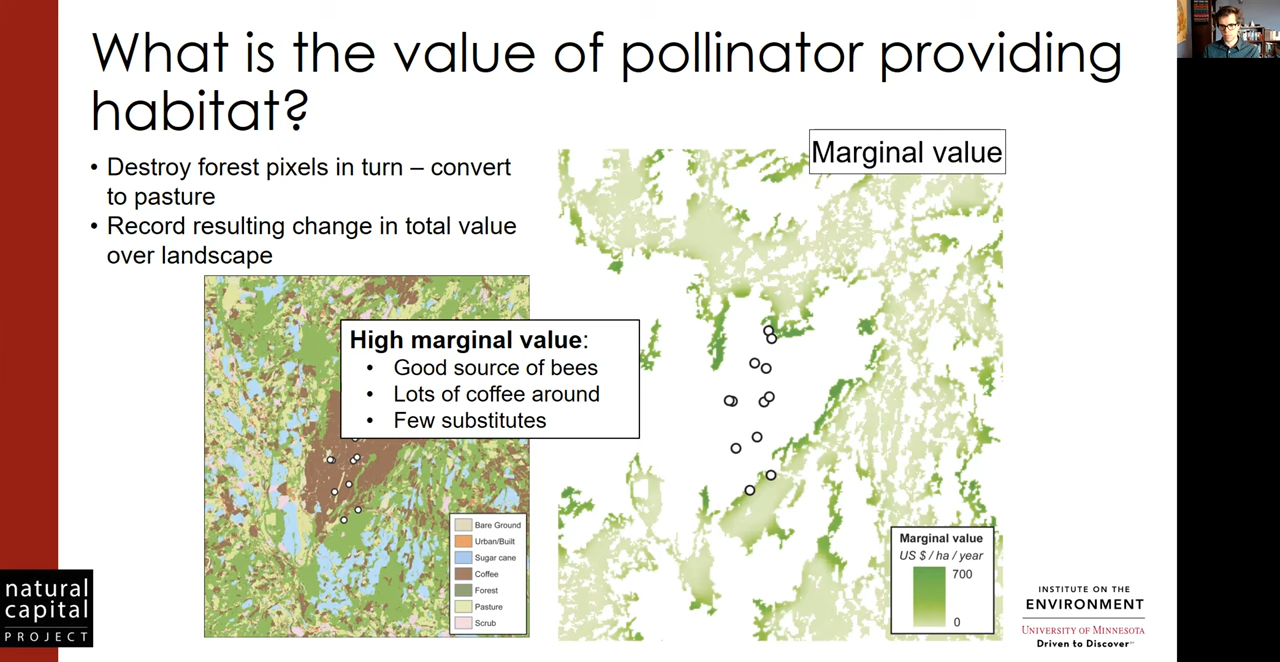 What is the value of pollinator providing
habitat?
• Destroy forest pixels in turn – convert
to pasture
• Record resulting change in total value
over landscape
Marginal value
High marginal value:
• Good source of bees
• Lots of coffee around
• Few substitutes
Bare Ground
Urban/Built
Sugar cane
Coffee
Forest
Pasture
Scrub
Marginal value
US $ / ha / year
700
0
natural
capital
PROJECT
INSTITUTE ON THE
ENVIRONMENT
UNIVERSITY OF MINNESOTA
Driven to Discover